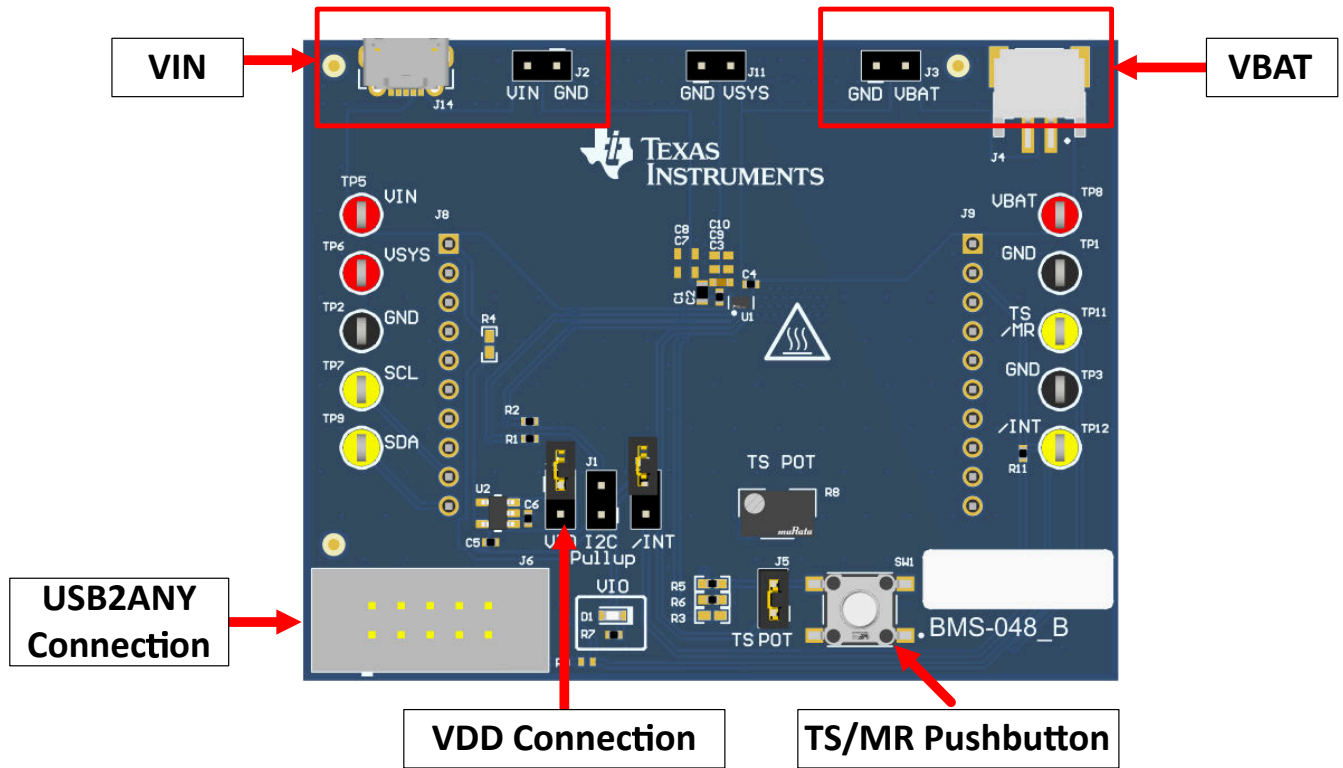 VIN
VBAT
J14
J2
VIN GND
J11
GND VSYS
J3
GND VBAT
J4
TEXAS
INSTRUMENTS
TP5
VIN
J8
J9
VBAT
TP8
TP6
VSYS
C8
C7
C10
C9
C3
GND
TP1
C4
C1
C2
U1
TP2
GND
R4
TS
/MR
TP11
TP7
SCL
GND
TP3
TP9
SDA
R2
R1
/INT
TP12
R11
J1
TS POT
R8
muRata
U2
C6
C5
I2C
/INT
Pullup
J6
VIO
D1
R7
R5
R6
R3
J5
TS POT
SW1
BMS-048_B
USB2ANY
Connection
VDD Connection
TS/MR Pushbutton